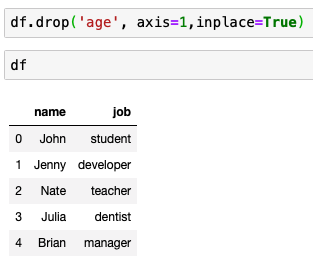 df.drop('age', axis=1,inplace=True)
df
name job
0 John student
1 Jenny developer
2 Nate teacher
3 Julia dentist
4 Brian manager